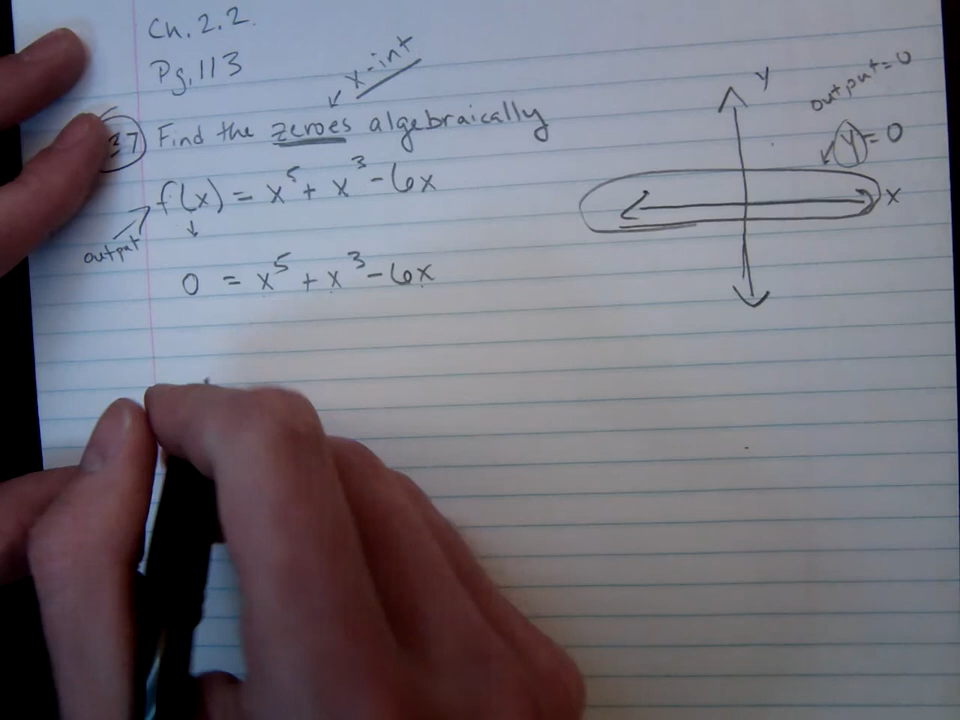 Ch. 2.2.
Pg. 113
x-int
37 Find the zeroes algebraically
f(x) = x⁵ + x³ - 6x
output
0 = x⁵ + x³ - 6x
y
output = 0
y = 0
x